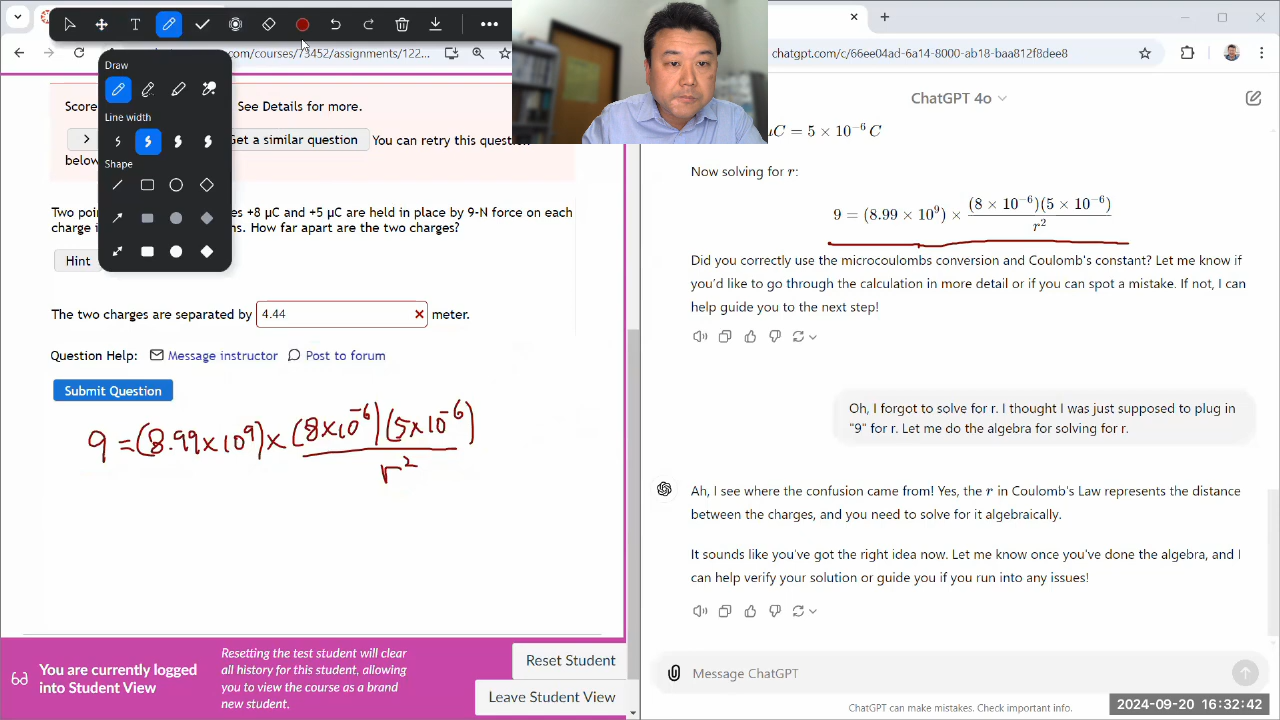 com/courses/73452/assignments/122...
chatgpt.com/c/66ee04ad-6a14-8000-ab18-baa812fd8ee8
Draw
Line width
Shape
Score
See Details for more.
Get a similar question
You can retry this question
below
Two poi
es +8 µC and +5 µC are held in place by 9-N force on each
charge i
ns. How far apart are the two charges?
Hint
The two charges are separated by 4.44 meter.
Question Help: Message instructor Post to forum
Submit Question
9 = (8.99 x 10^9) x (8x10^-6)(5x10^-6)
r^2
You are currently logged
into Student View
Resetting the test student will clear
all history for this student, allowing
you to view the course as a brand
new student.
Reset Student
Leave Student View
ChatGPT 4o
µC = 5 × 10^−6 C
Now solving for r:
9 = (8.99 × 10^9) × (8 × 10^−6)(5 × 10^−6)
r^2
Did you correctly use the microcoulombs conversion and Coulomb's constant? Let me know if
you'd like to go through the calculation in more detail or if you can spot a mistake. If not, I can
help guide you to the next step!
Oh, I forgot to solve for r. I thought I was just supposed to plug in
"9" for r. Let me do the algebra for solving for r.
Ah, I see where the confusion came from! Yes, the r in Coulomb's Law represents the distance
between the charges, and you need to solve for it algebraically.
It sounds like you've got the right idea now. Let me know once you've done the algebra, and I
can help verify your solution or guide you if you run into any issues!
Message ChatGPT
ChatGPT can make mistakes. Check important info.
2024-09-20 16:32:42